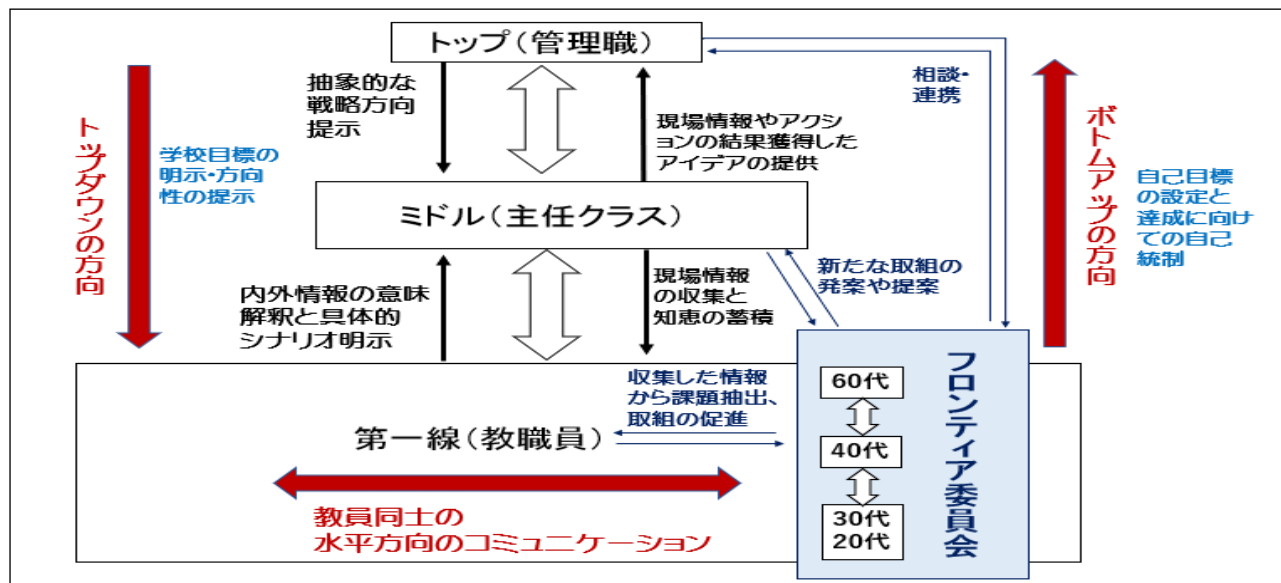 トップ（管理職）
抽象的な
戦略方向
提示
現場情報やアクシ
ョンの結果獲得した
アイデアの提供
相談・
連携
トップダウンの方向
学校目標の
明示・方向
性の提示
ボトムアップの方向
自己目標
の設定と
達成に向け
ての自己
統制
ミドル（主任クラス）
内外情報の意味
解釈と具体的
シナリオ明示
現場情報
の収集と
知恵の蓄積
新たな取組の
発案や提案
収集した情報
から課題抽出、
取組の促進
第一線（教職員）
教員同士の
水平方向のコミュニケーション
フロンティア委員会
60代
40代
30代
20代